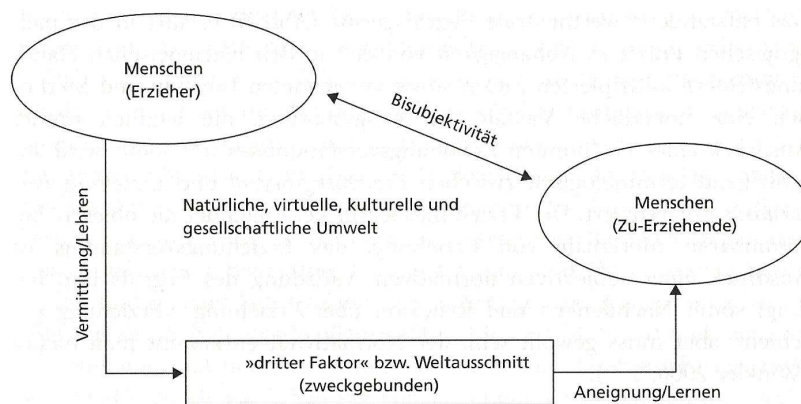 Menschen
(Erzieher)
Bisubjektivität
Menschen
(Zu-Erziehende)
Natürliche, virtuelle, kulturelle und
gesellschaftliche Umwelt
Vermittlung/Lehren
»dritter Faktor« bzw. Weltausschnitt
(zweckgebunden)
Aneignung/Lernen